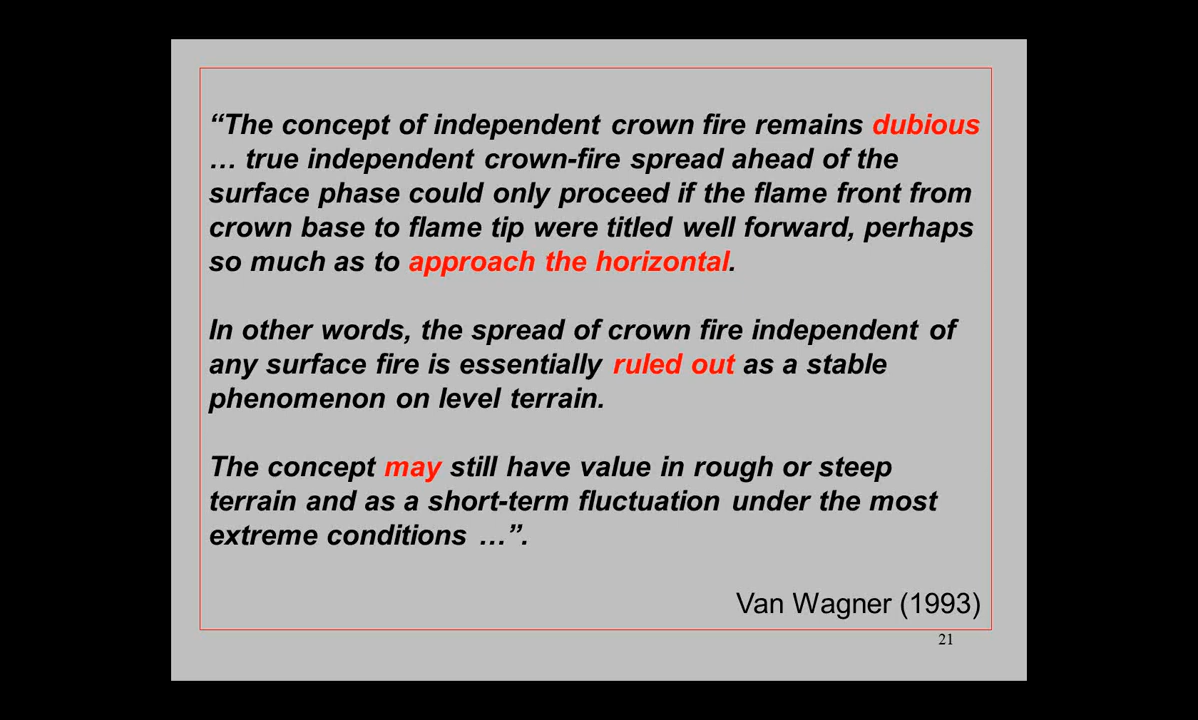 “The concept of independent crown fire remains dubious
… true independent crown-fire spread ahead of the
surface phase could only proceed if the flame front from
crown base to flame tip were titled well forward, perhaps
so much as to approach the horizontal.
In other words, the spread of crown fire independent of
any surface fire is essentially ruled out as a stable
phenomenon on level terrain.
The concept may still have value in rough or steep
terrain and as a short-term fluctuation under the most
extreme conditions …”.
Van Wagner (1993)
21